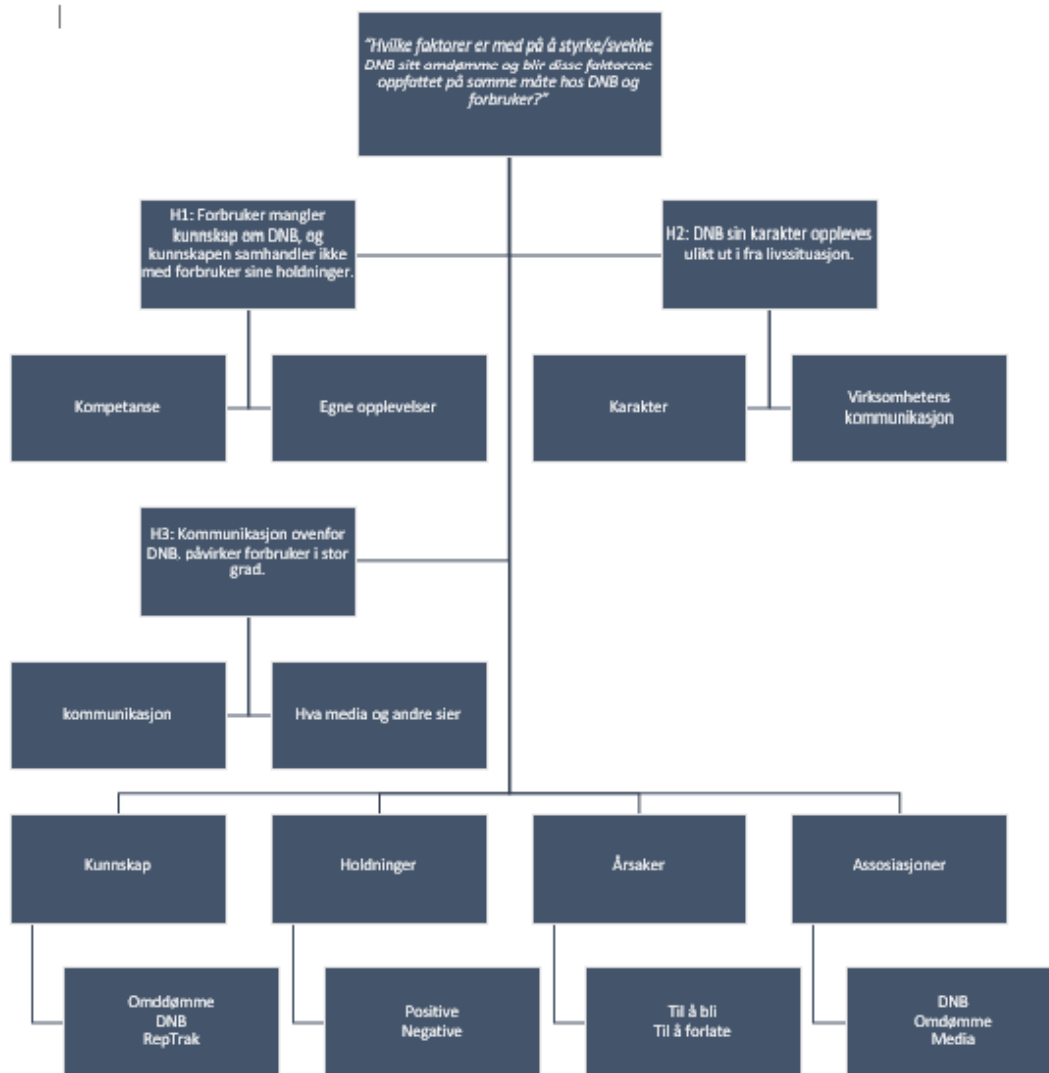 "Hvilke faktorer er med på å styrke/svekke
DNB sitt omdømme og blir disse faktorene
oppfattet på samme måte hos DNB og
forbruker?"
H1: Forbruker mangler
kunnskap om DNB, og
kunnskapen samhandler ikke
med forbruker sine holdninger.
H2: DNB sin karakter oppleves
ulikt ut i fra livssituasjon.
Kompetanse
Egne opplevelser
Karakter
Virksomhetens
kommunikasjon
H3: Kommunikasjon ovenfor
DNB, påvirker forbruker i stor
grad.
kommunikasjon
Hva media og andre sier
Kunnskap
Holdninger
Årsaker
Assosiasjoner
Omddømme
DNB
RepTrak
Positive
Negative
Til å bli
Til å forlate
DNB
Omdømme
Media